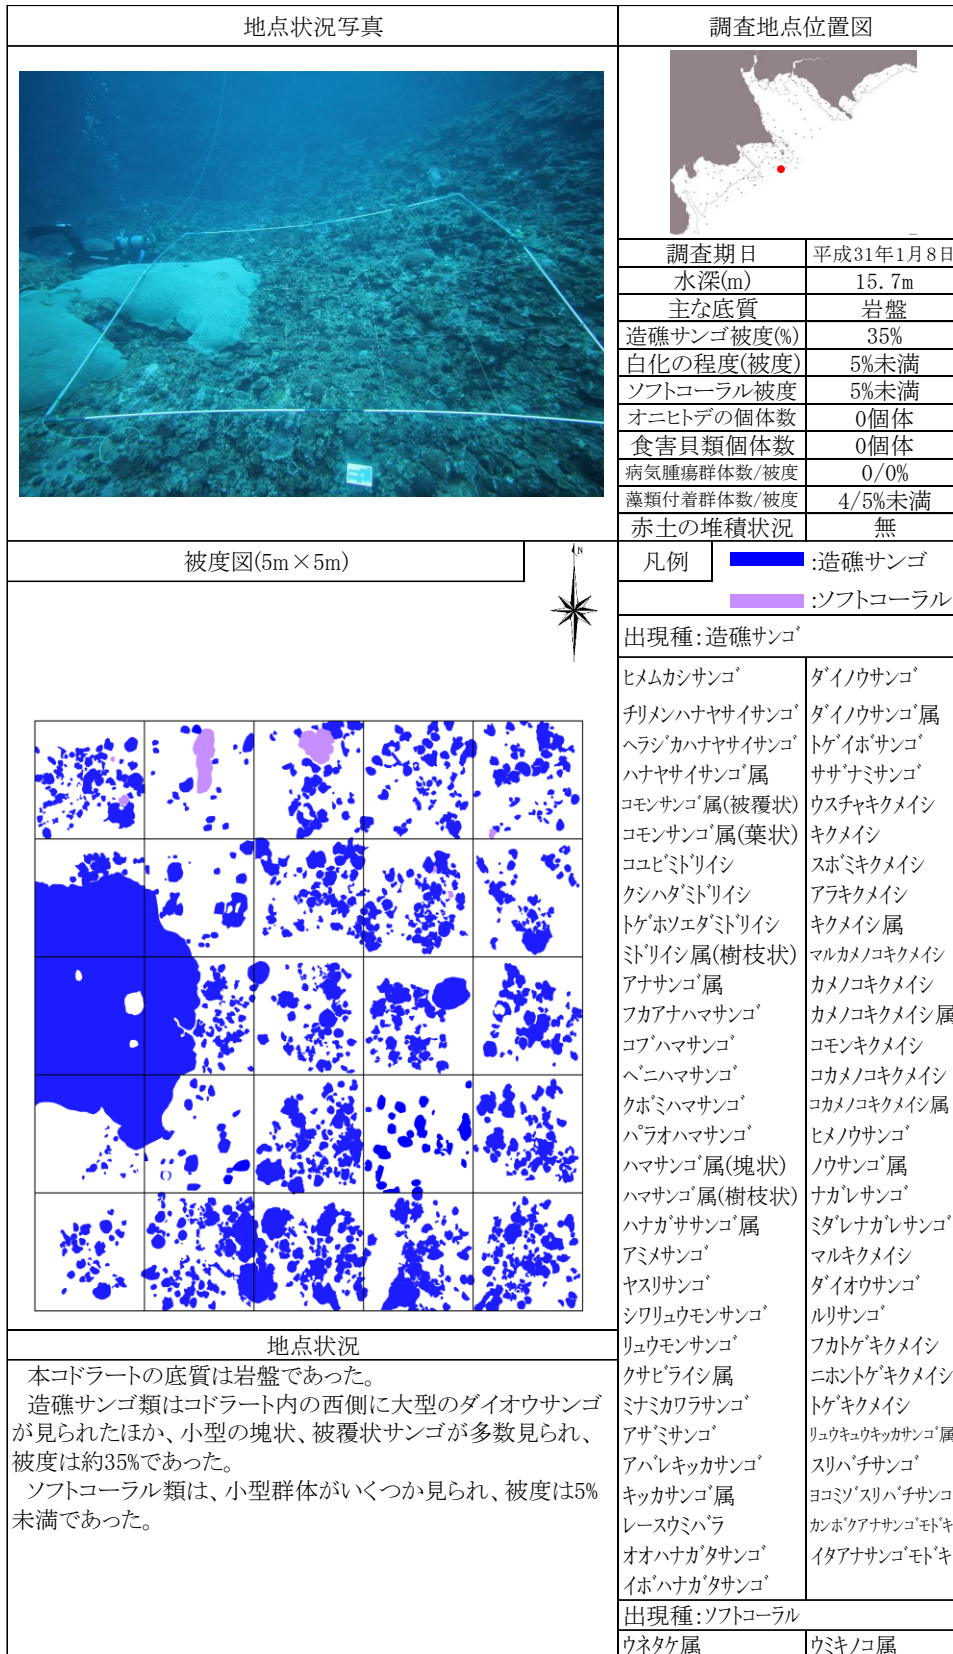 地点状況写真
調査地点位置図
調査期日 平成31年1月8日
水深(m) 15.7m
主な底質 岩盤
造礁サンゴ被度(%) 35%
白化の程度(被度) 5%未満
ソフトコーラル被度 5%未満
オニヒトデの個体数 0個体
食害貝類個体数 0個体
病気腫瘍群体数/被度 0/0%
藻類付着群体数/被度 4/5%未満
赤土の堆積状況 無
被度図(5m×5m)
N
凡例 :造礁サンゴ
:ソフトコーラル
出現種:造礁サンゴ
ヒメムカシサンゴ ダイノウサンゴ
チリメンハナヤサイサンゴ ダイノウサンゴ属
ヘラジカハナヤサイサンゴ トゲイボサンゴ
ハナヤサイサンゴ属 サザナミサンゴ
コモンサンゴ属(被覆状) ウスチャキクメイシ
コモンサンゴ属(葉状) キクメイシ
コユビミドリイシ スボミキクメイシ
クシハダミドリイシ アラキクメイシ
トゲホソエダミドリイシ キクメイシ属
ミドリイシ属(樹枝状) マルカメノコキクメイシ
アナサンゴ属 カメノコキクメイシ
フカアナハマサンゴ カメノコキクメイシ属
コブハマサンゴ コモンキクメイシ
ヘニハマサンゴ コカメノコキクメイシ
クボミハマサンゴ コカメノコキクメイシ属
パラオハマサンゴ ヒメノウサンゴ
ハマサンゴ属(塊状) ノウサンゴ属
ハマサンゴ属(樹枝状) ナガレサンゴ
ハナガササンゴ属 ミダレナガレサンゴ
アミメサンゴ マルキクメイシ
ヤスリサンゴ ダイオウサンゴ
シワリュウモンサンゴ ルリサンゴ
リュウモンサンゴ フカトゲキクメイシ
クサビライシ属 ニホントゲキクメイシ
ミナミカワラサンゴ トゲキクメイシ
アザミサンゴ リュウキュウキッカサンゴ属
アバレキッカサンゴ スリバチサンゴ
キッカサンゴ属 ヨコミゾスリバチサンゴ
レースウミバラ カンボクアナサンゴモドキ
オオハナガタサンゴ イタアナサンゴモドキ
イボハナガタサンゴ
出現種:ソフトコーラル
ウネタケ属 ウミキノコ属
地点状況
本コドラートの底質は岩盤であった。
造礁サンゴ類はコドラート内の西側に大型のダイオウサンゴ
が見られたほか、小型の塊状、被覆状サンゴが多数見られ、
被度は約35%であった。
ソフトコーラル類は、小型群体がいくつか見られ、被度は5%
未満であった。